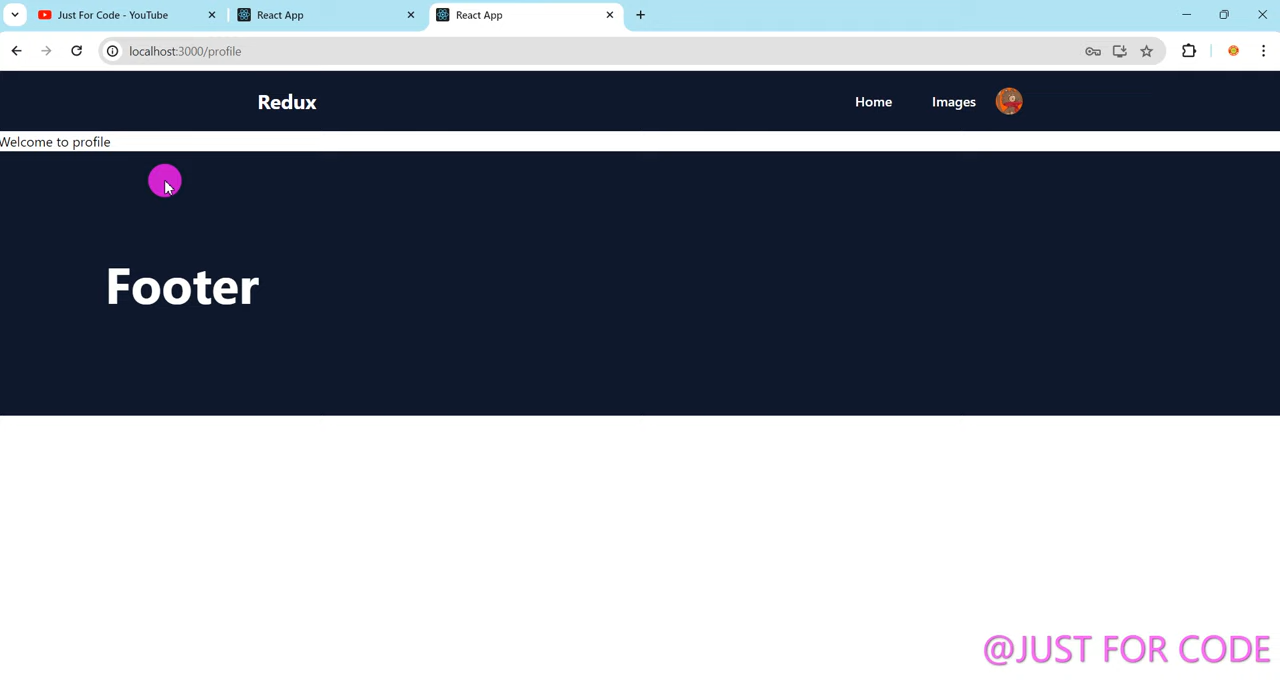 Just For Code - YouTube
React App
React App
localhost:3000/profile
Redux
Home
Images
Welcome to profile
Footer
@JUST FOR CODE